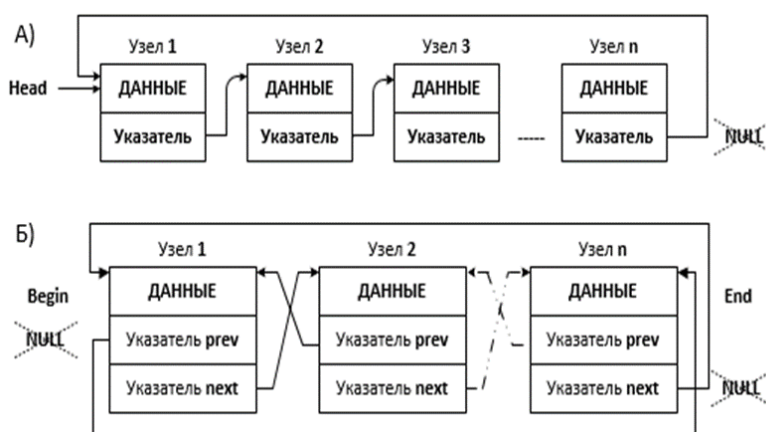 А)
Узел 1 Узел 2 Узел 3 Узел n
Head ДАННЫЕ ДАННЫЕ ДАННЫЕ ДАННЫЕ
Указатель Указатель Указатель ----- Указатель NULL
Б)
Узел 1 Узел 2 Узел n
Begin ДАННЫЕ ДАННЫЕ ДАННЫЕ End
NULL Указатель prev Указатель prev Указатель prev
Указатель next Указатель next Указатель next NULL